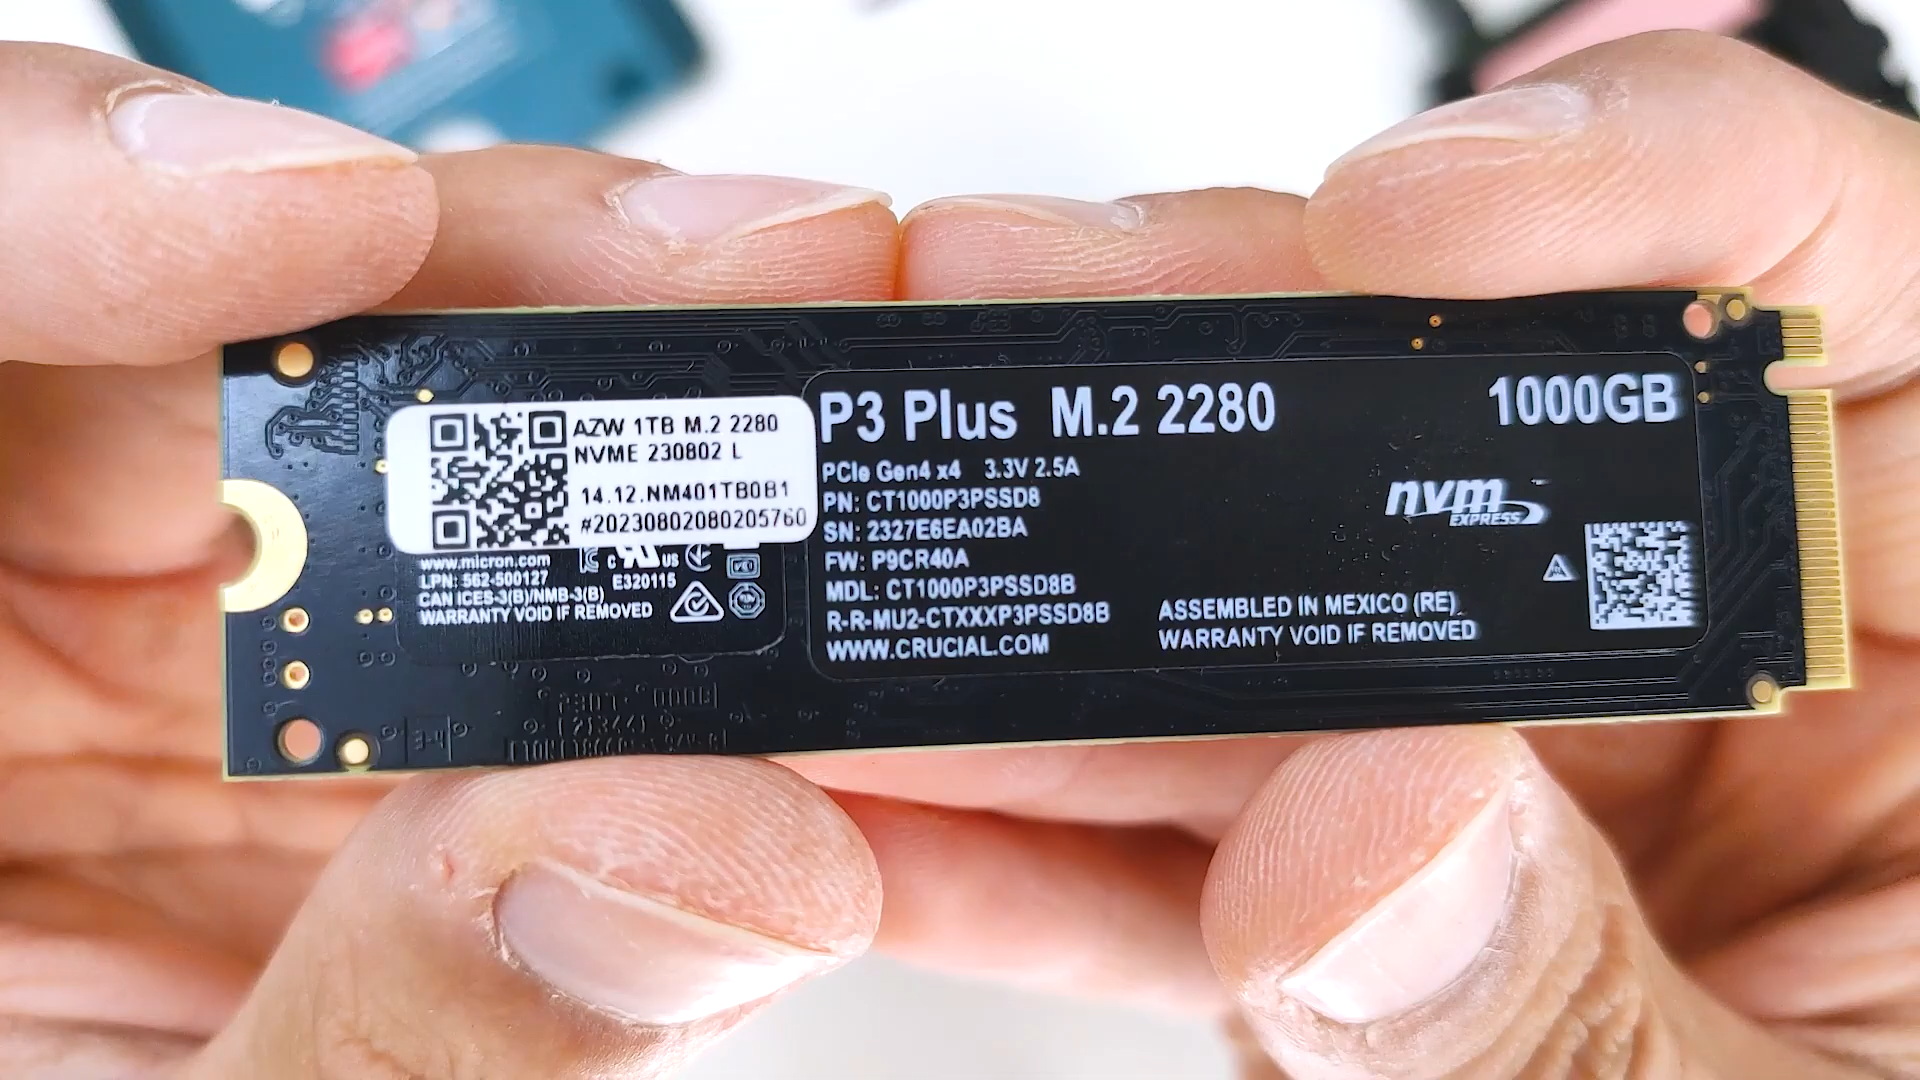 AZW 1TB M.2 2280
NVME 230802 L
14.12.NM401TB0B1
#20230802080205760
www.micron.com
LPN: 562-500127
CAN ICES-3(B)/NMB-3(B)
WARRANTY VOID IF REMOVED
c US
E320115
P3 Plus M.2 2280
1000GB
PCIe Gen4 x4 3.3V 2.5A
PN: CT1000P3PSSD8
SN: 2327E6EA02BA
FW: P9CR40A
MDL: CT1000P3PSSD8B
R-R-MU2-CTXXXP3PSSD8B
WWW.CRUCIAL.COM
nvm
EXPRESS
ASSEMBLED IN MEXICO (RE)
WARRANTY VOID IF REMOVED